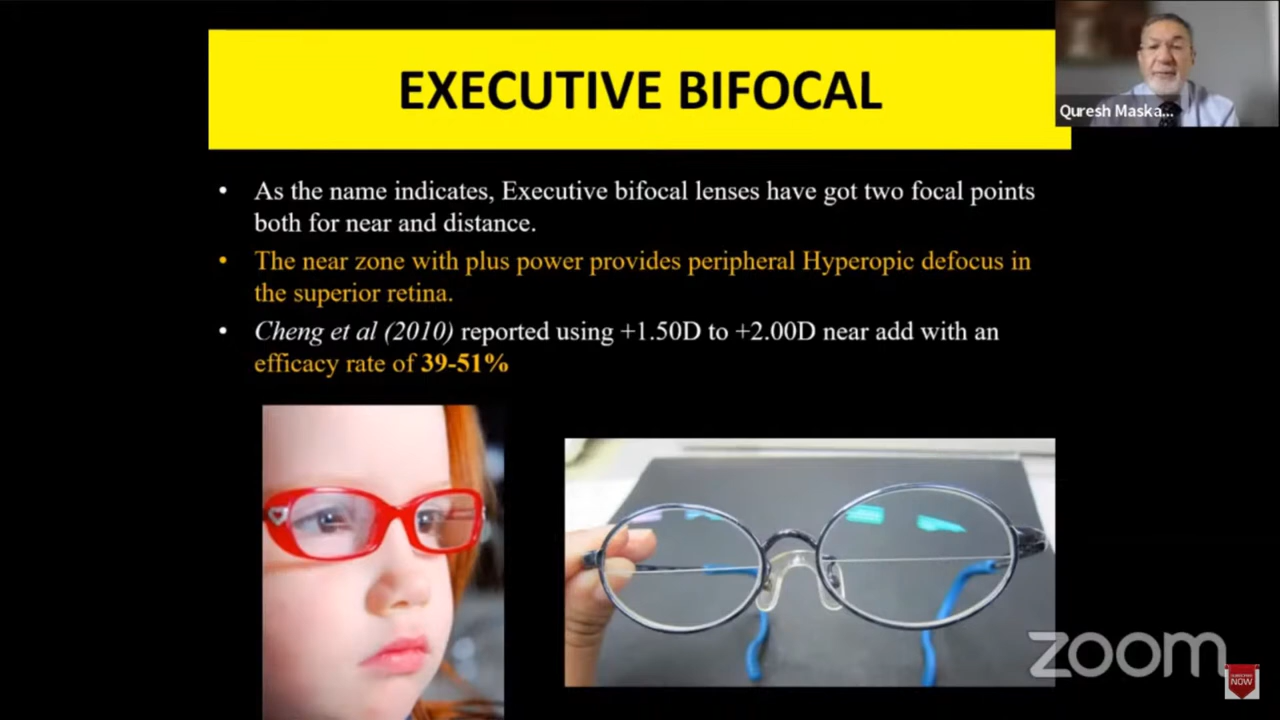 EXECUTIVE BIFOCAL
Quresh Maska...
• As the name indicates, Executive bifocal lenses have got two focal points
both for near and distance.
• The near zone with plus power provides peripheral Hyperopic defocus in
the superior retina.
• Cheng et al (2010) reported using +1.50D to +2.00D near add with an
efficacy rate of 39-51%
zoom
SUBSCRIBE
NOW